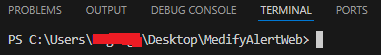 PROBLEMS OUTPUT DEBUG CONSOLE TERMINAL PORTS
PS C:\Users\ \Desktop\MedifyAlertWeb>